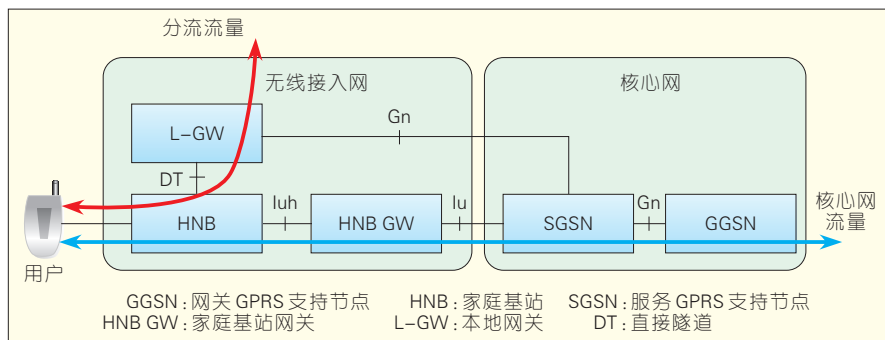 分流流量
无线接入网
核心网
L-GW
Gn
DT
HNB
Iuh
HNB GW
Iu
SGSN
Gn
GGSN
核心网
流量
用户
GGSN:网关 GPRS 支持节点 HNB:家庭基站 SGSN:服务 GPRS 支持节点
HNB GW:家庭基站网关 L-GW:本地网关 DT:直接隧道